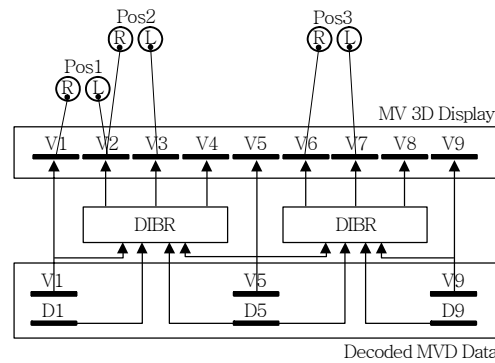 Pos2
Pos3
R L
R L
Pos1
R L
MV 3D Display
V1 V2 V3 V4 V5 V6 V7 V8 V9
DIBR DIBR
V1 V5 V9
D1 D5 D9
Decoded MVD Data